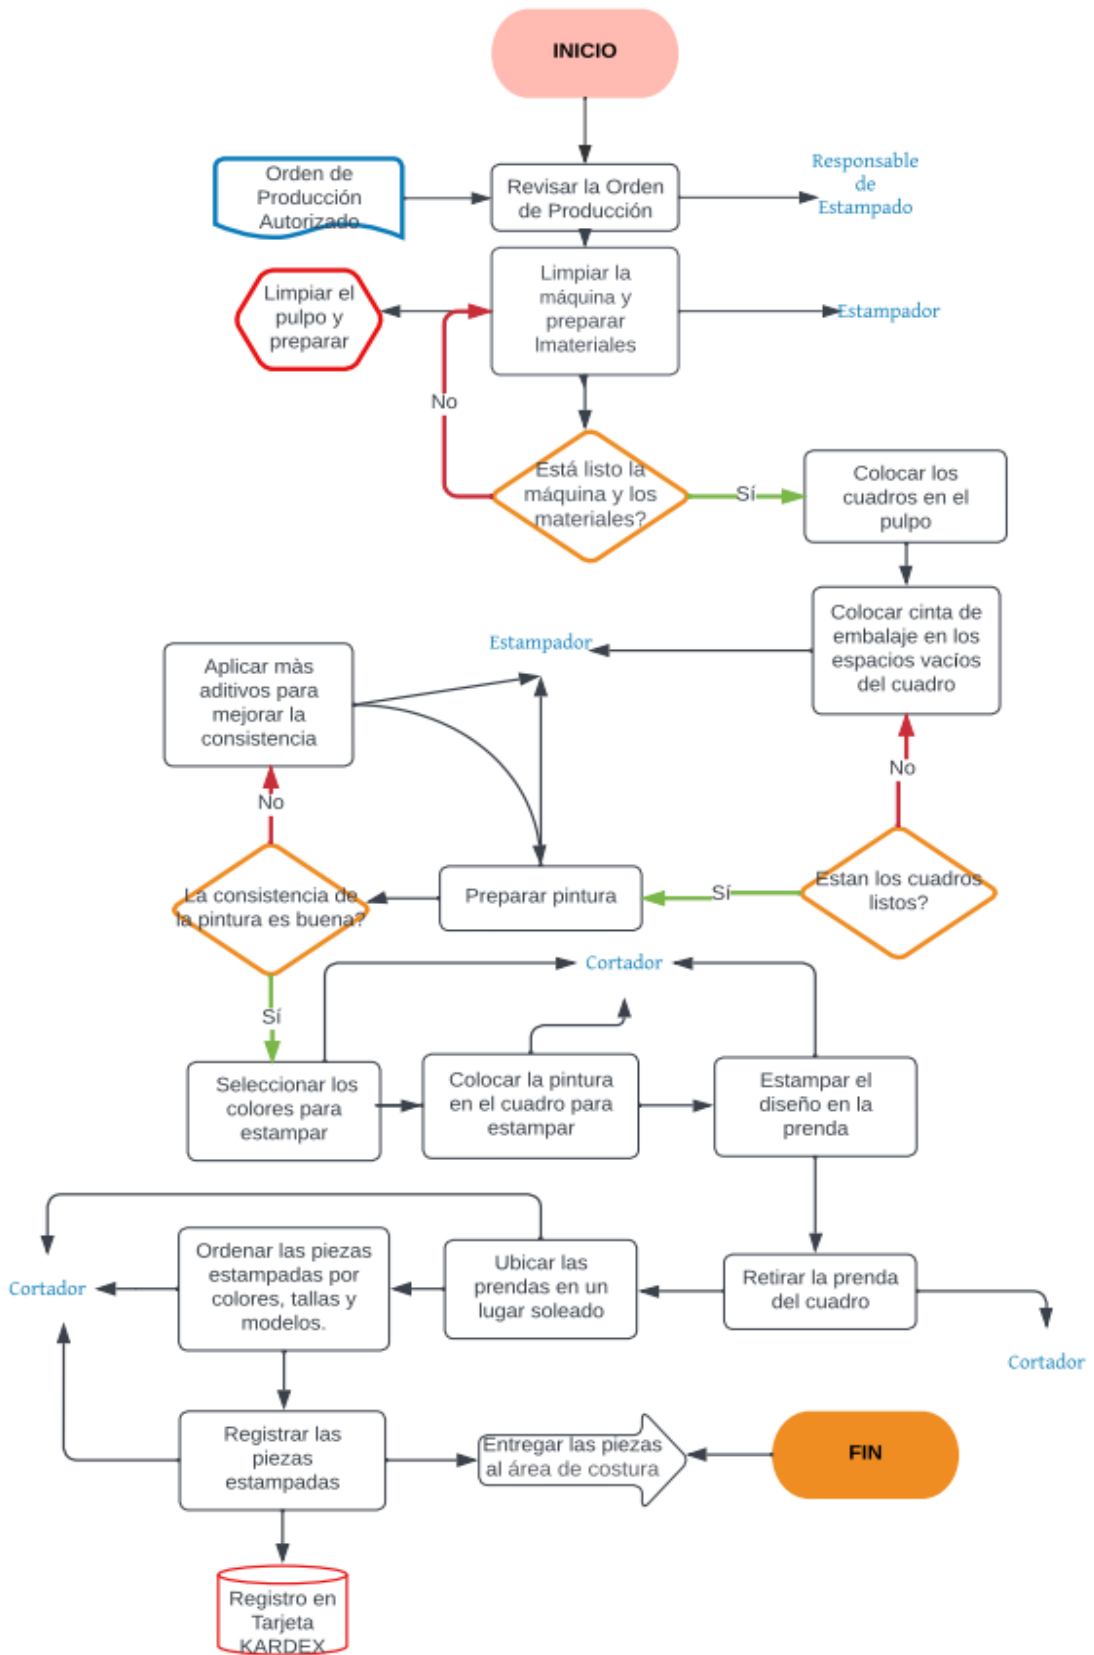 INICIO
Orden de
Producción
Autorizado
Revisar la Orden
de Producción
Responsable
de
Estampado
Limpiar el
pulpo y
preparar
Limpiar la
máquina y
preparar
lmateriales
Estampador
No
Está listo la
máquina y los
materiales?
Sí
Colocar los
cuadros en el
pulpo
Colocar cinta de
embalaje en los
espacios vacíos
del cuadro
Estampador
Aplicar màs
aditivos para
mejorar la
consistencia
No
No
La consistencia de
la pintura es buena?
Preparar pintura
Sí
Estan los cuadros
listos?
Cortador
Sí
Seleccionar los
colores para
estampar
Colocar la pintura
en el cuadro para
estampar
Estampar el
diseño en la
prenda
Cortador
Ordenar las piezas
estampadas por
colores, tallas y
modelos.
Ubicar las
prendas en un
lugar soleado
Retirar la prenda
del cuadro
Cortador
Registrar las
piezas
estampadas
Entregar las piezas
al área de costura
FIN
Registro en
Tarjeta
KARDEX